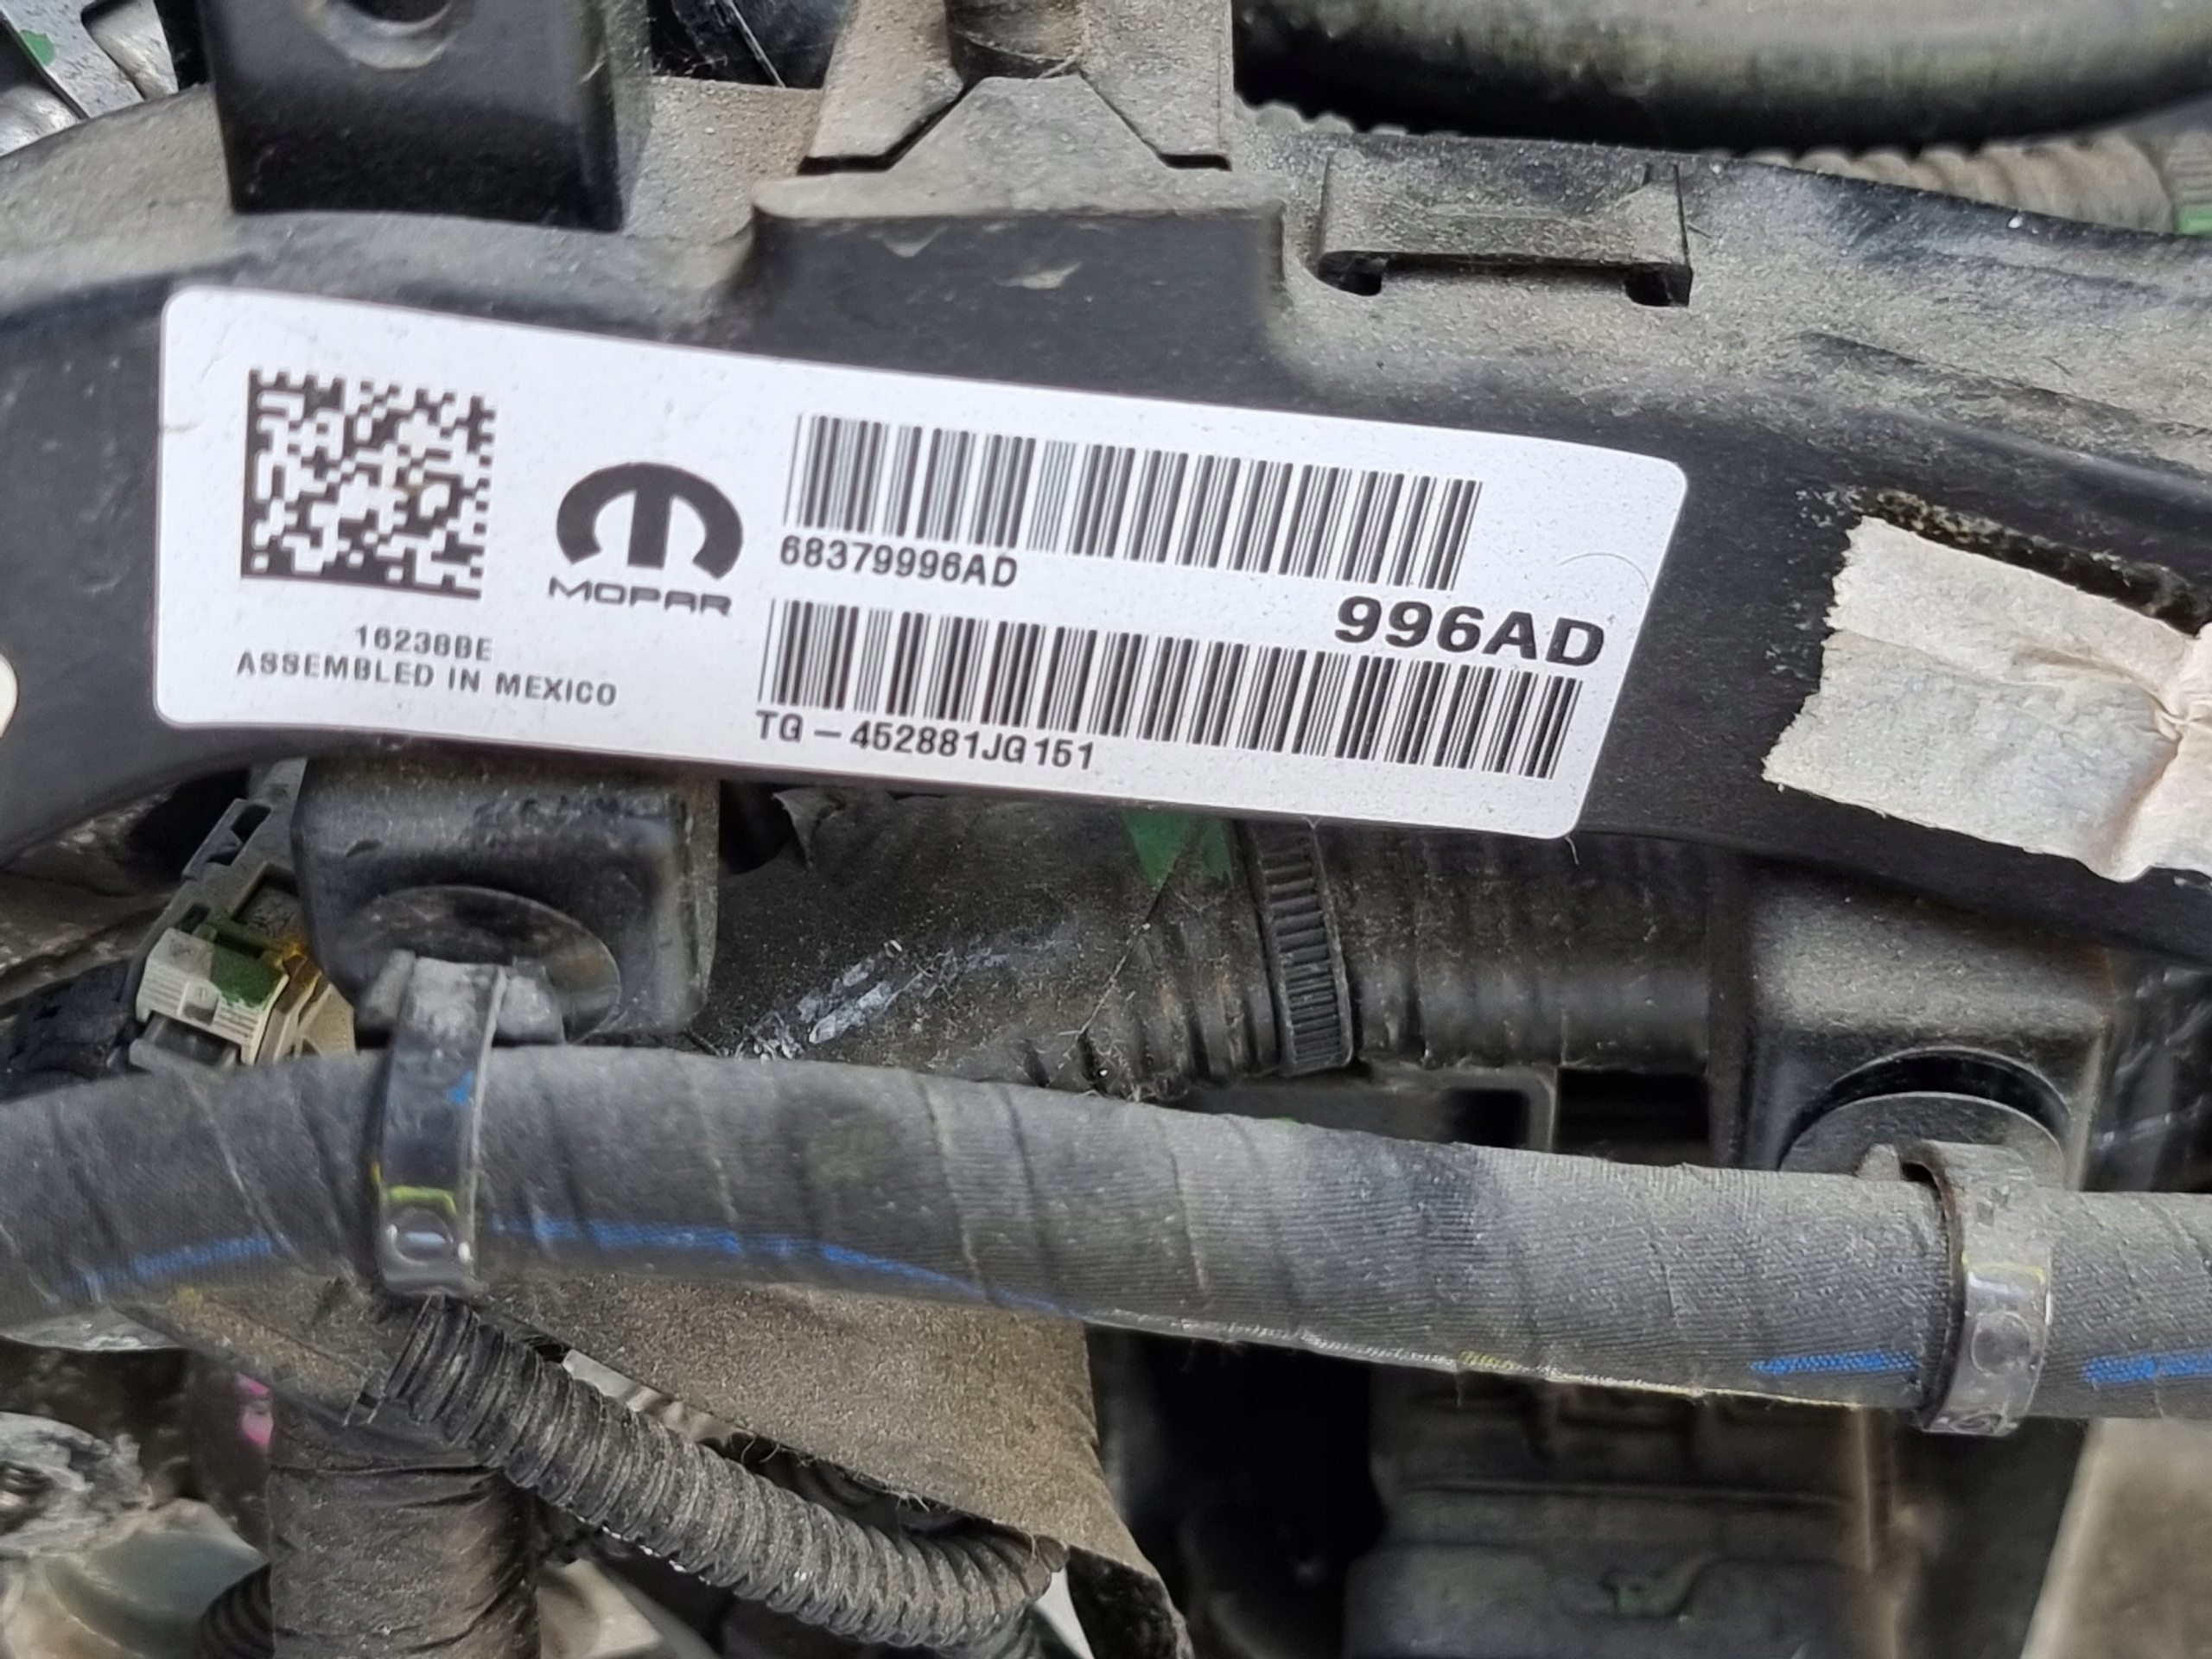 MOPAR
68379996AD
996AD
16238BE
ASSEMBLED IN MEXICO
TG - 452881JG151